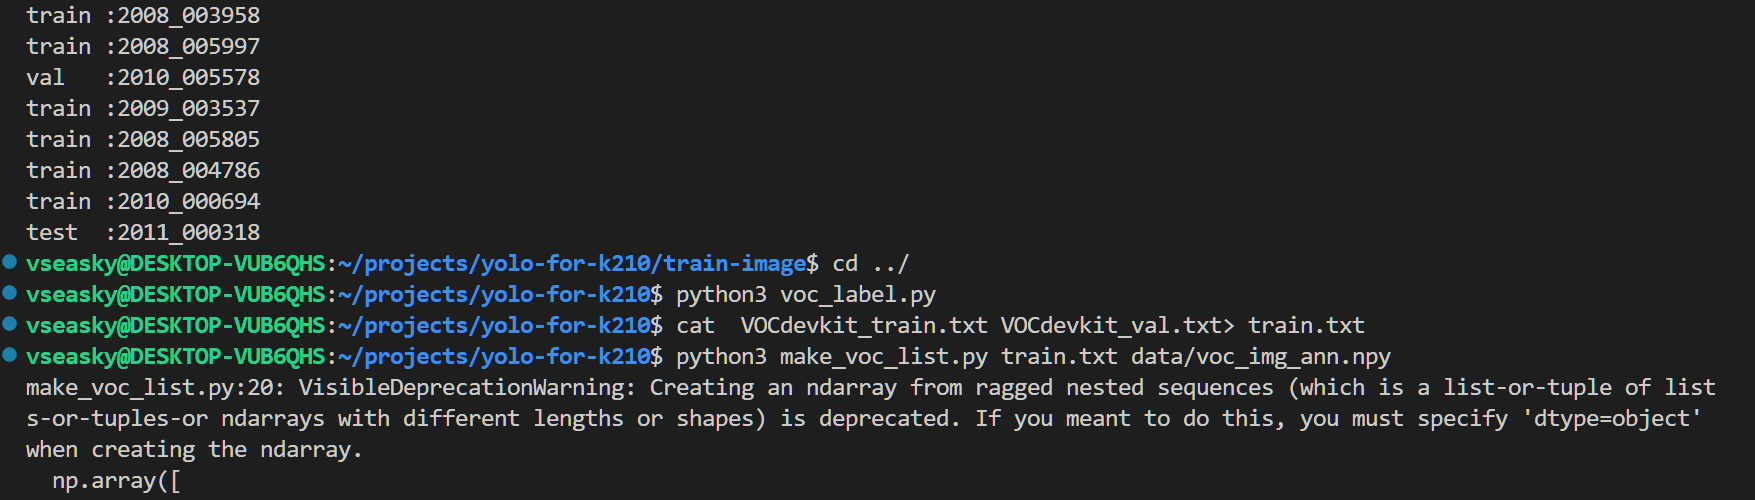 train :2008_003958
train :2008_005997
val   :2010_005578
train :2009_003537
train :2008_005805
train :2008_004786
train :2010_000694
test  :2011_000318
vseasky@DESKTOP-VUB6QHS:~/projects/yolo-for-k210/train-image$ cd ../
vseasky@DESKTOP-VUB6QHS:~/projects/yolo-for-k210$ python3 voc_label.py
vseasky@DESKTOP-VUB6QHS:~/projects/yolo-for-k210$ cat  VOCdevkit_train.txt VOCdevkit_val.txt> train.txt
vseasky@DESKTOP-VUB6QHS:~/projects/yolo-for-k210$ python3 make_voc_list.py train.txt data/voc_img_ann.npy
make_voc_list.py:20: VisibleDeprecationWarning: Creating an ndarray from ragged nested sequences (which is a list-or-tuple of list
s-or-tuples-or ndarrays with different lengths or shapes) is deprecated. If you meant to do this, you must specify 'dtype=object'
when creating the ndarray.
  np.array([